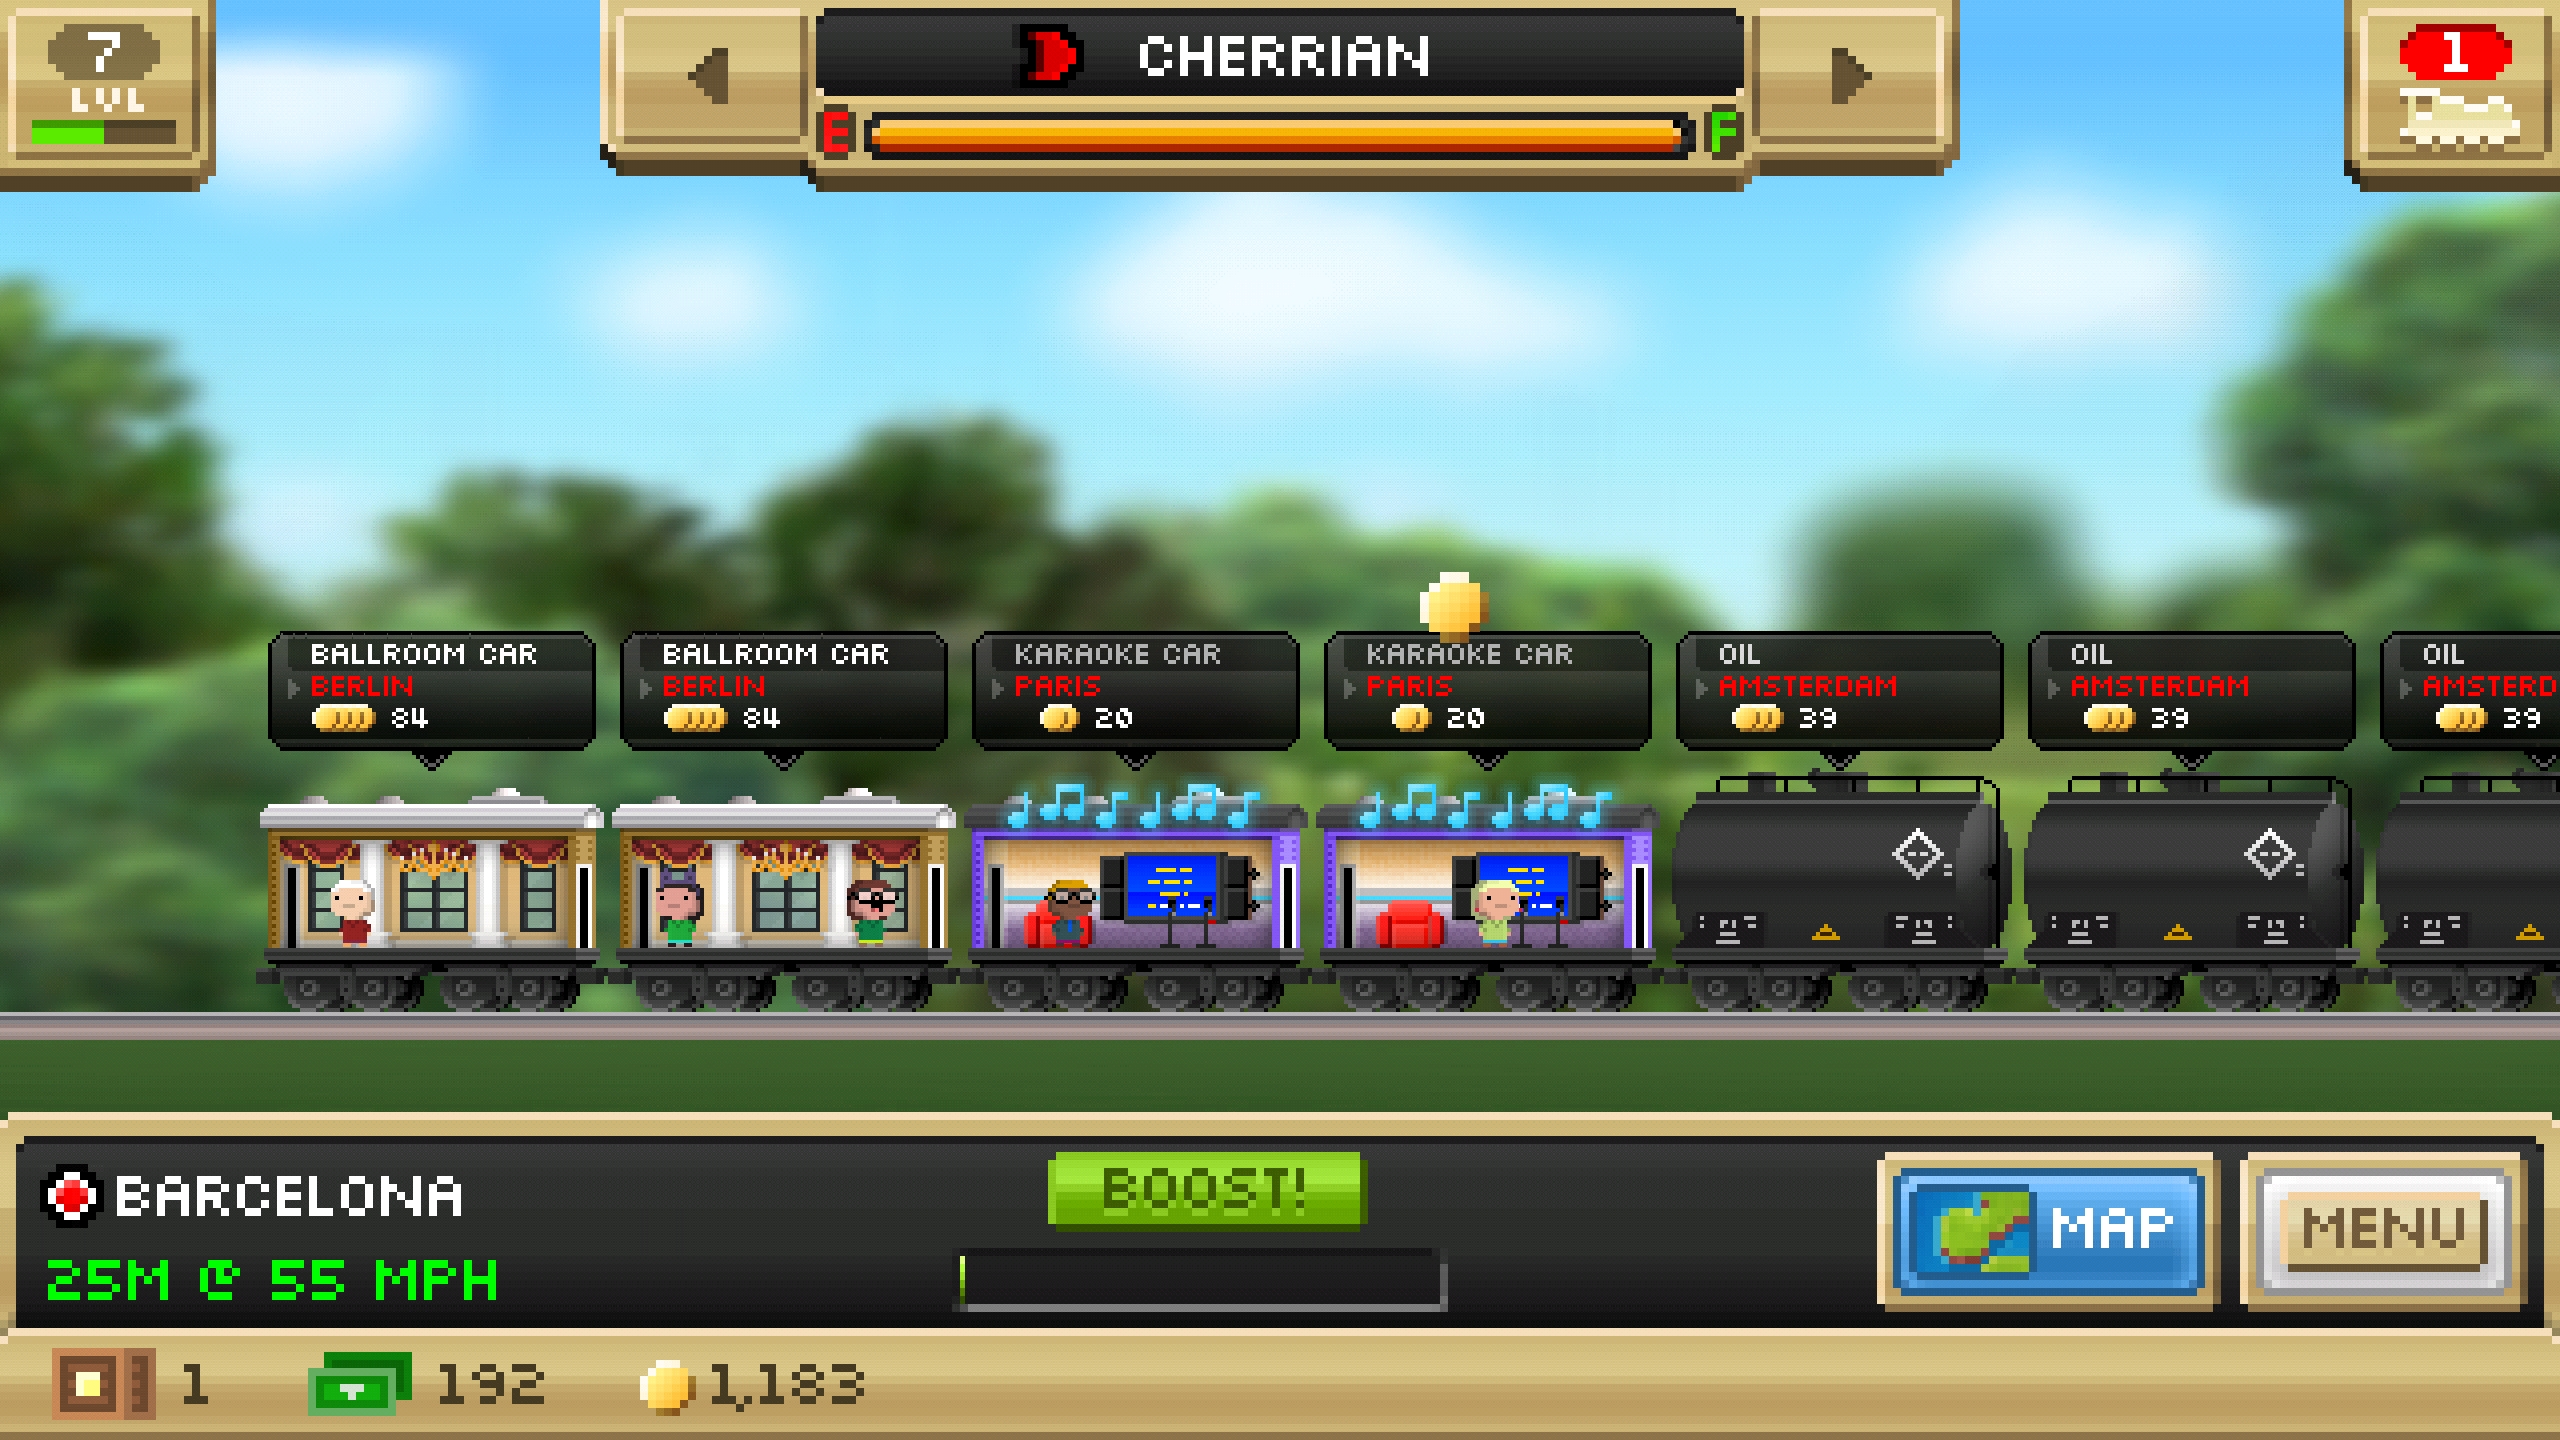 7
LVL
CHERRIAN
E F
1
BALLROOM CAR
BERLIN
84
BALLROOM CAR
BERLIN
84
KARAOKE CAR
PARIS
20
KARAOKE CAR
PARIS
20
OIL
AMSTERDAM
39
OIL
AMSTERDAM
39
OIL
AMSTERD
39
BARCELONA
25M @ 55 MPH
BOOST!
MAP
MENU
1
192
1,183